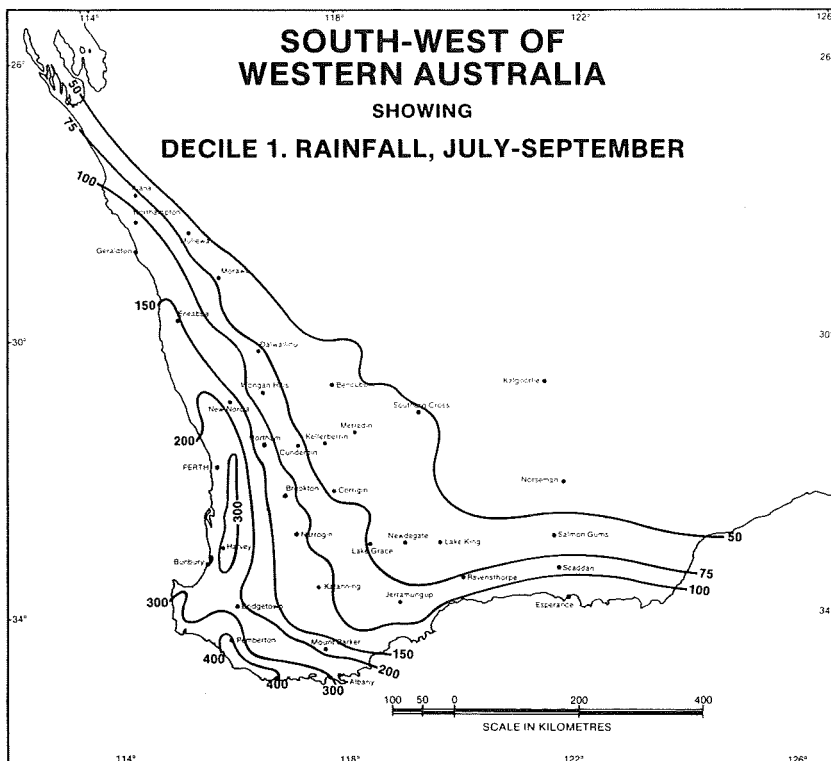 114°
118°
122°
126°
SOUTH-WEST OF
WESTERN AUSTRALIA
SHOWING
DECILE 1. RAINFALL, JULY-SEPTEMBER
26°
26°
50
75
100
Ajana
Northampton
Mullewa
Geraldton
Morawa
150
Eneabba
30°
30°
Dalwallinu
Wongan Hills
Bencubbin
Kalgoorlie
New Norcia
Southern Cross
200
Merredin
Northam
Kellerberrin
Cunderdin
PERTH
Norseman
Brookton
Corrigin
300
Narrogin
Newdegate
Lake King
Salmon Gums
50
Harvey
Lake Grace
Bunbury
Scaddan
75
Ravensthorpe
Katanning
100
300
Jerramungup
Esperance
Bridgetown
34°
34°
Pemberton
Mount Barker
150
400
200
Albany
400
300
100
50
0
200
400
SCALE IN KILOMETRES
114°
118°
122°
126°